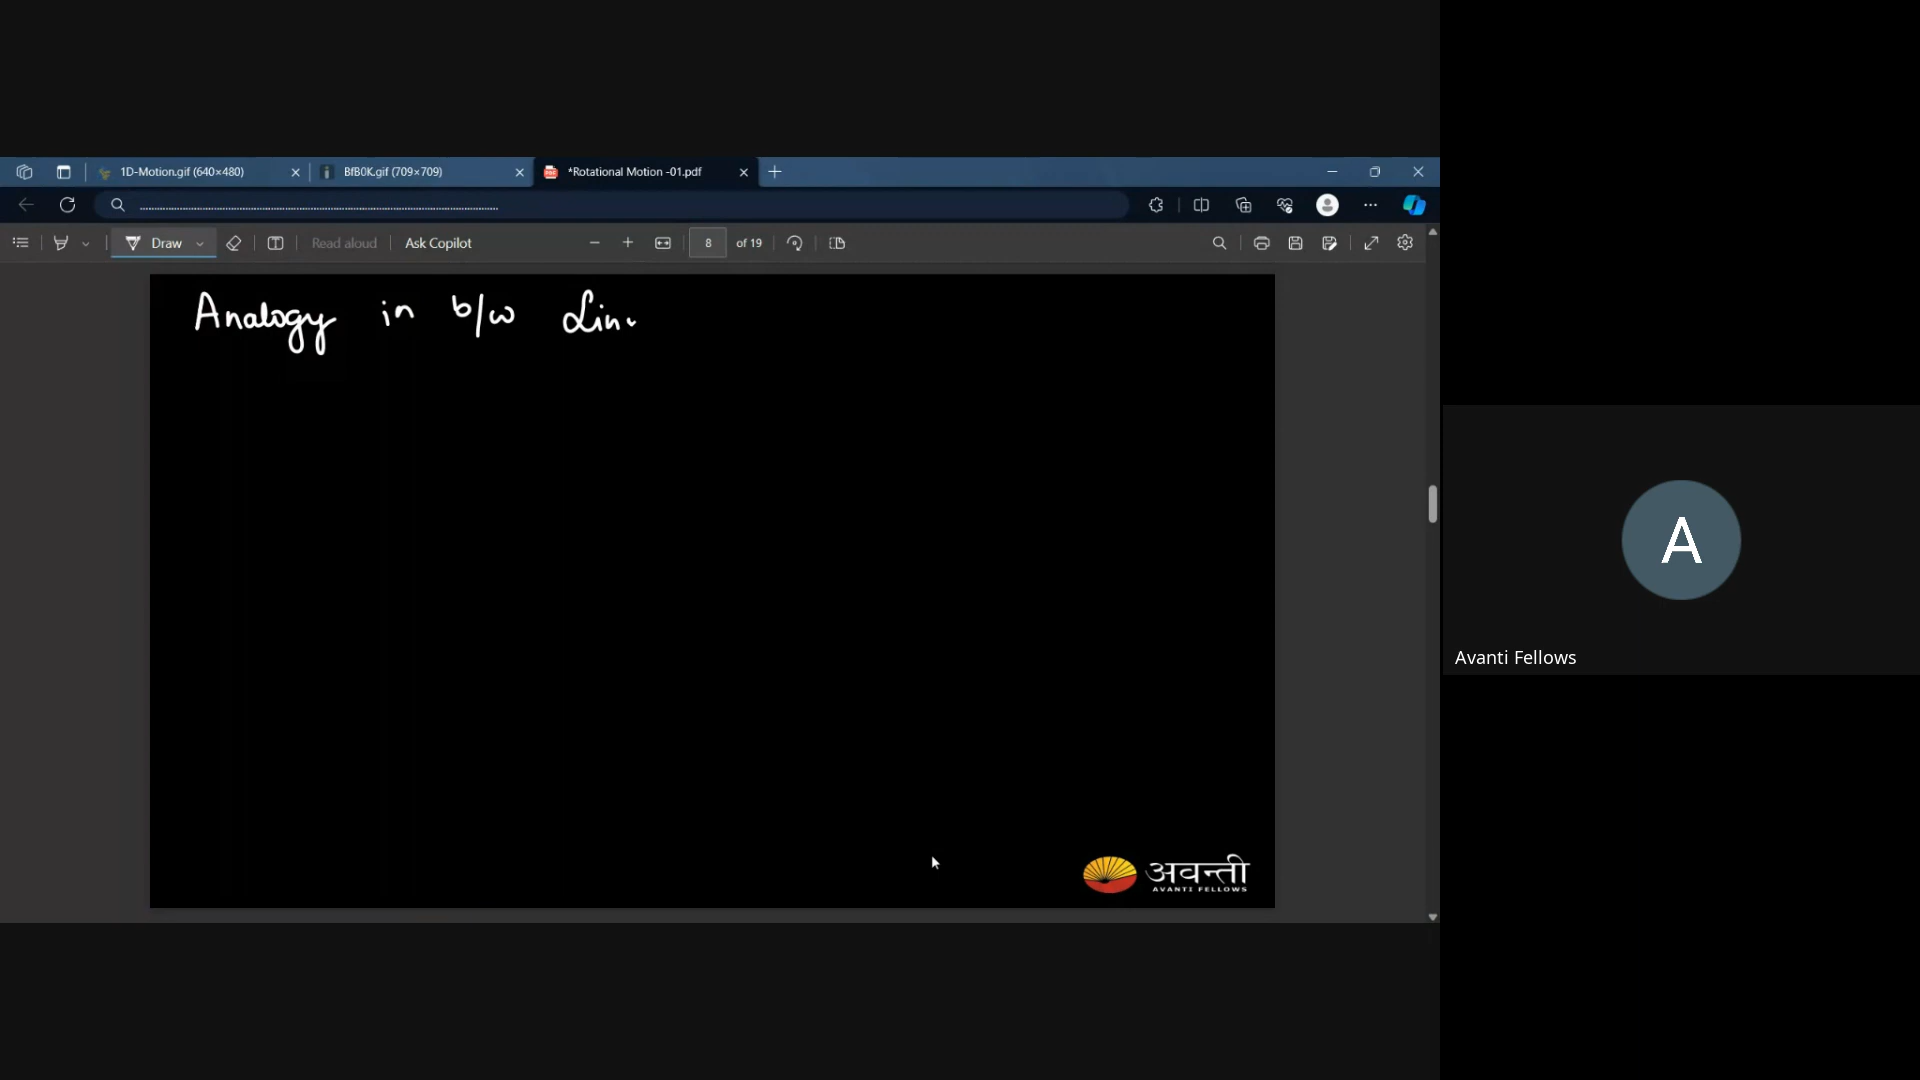 1D-Motion.gif (640×480)
BfB0K.gif (709×709)
*Rotational Motion -01.pdf
Draw
Read aloud
Ask Copilot
8 of 19
Analogy in b/w Lin
अवन्ती
AVANTI FELLOWS
A
Avanti Fellows